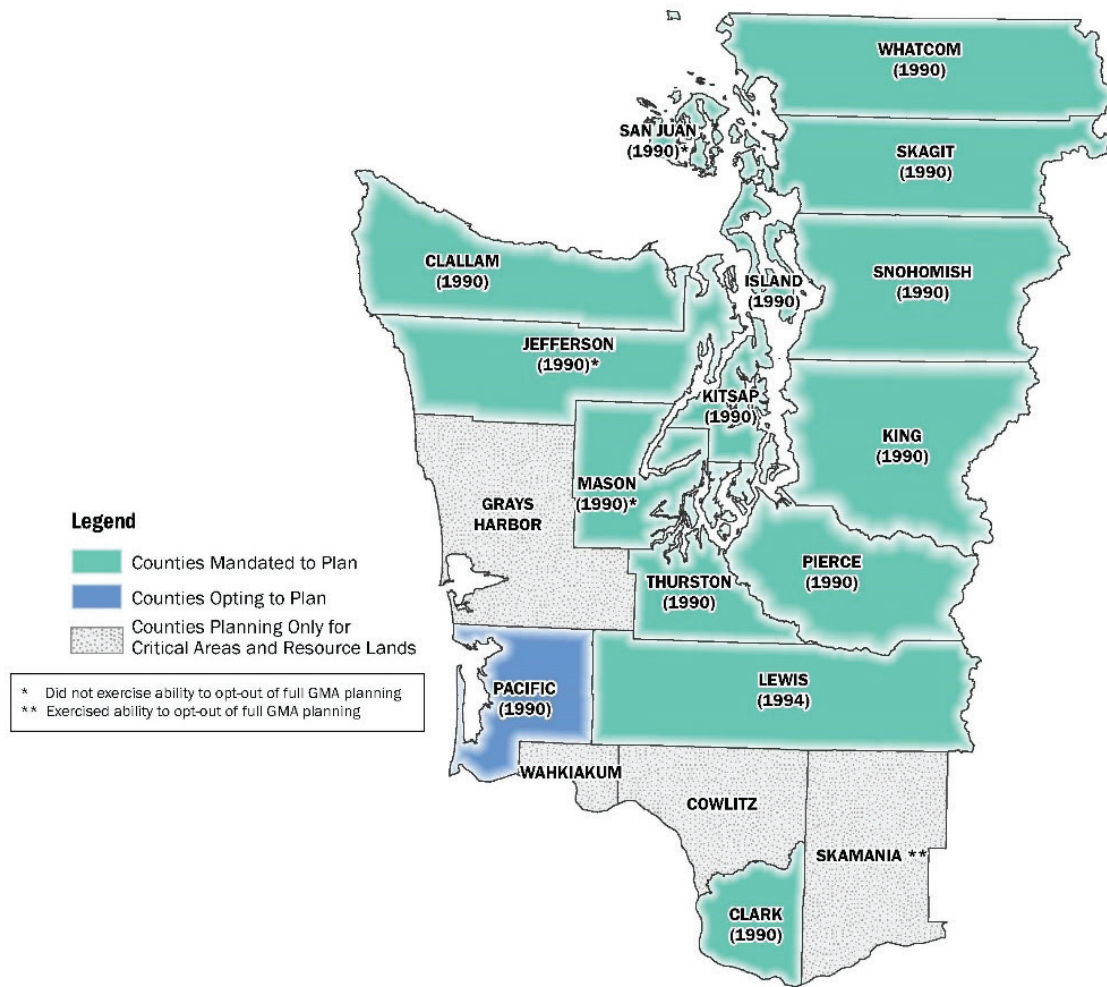 WHATCOM
(1990)
SAN JUAN
(1990)*
SKAGIT
(1990)
CLALLAM
(1990)
ISLAND
(1990)
SNOHOMISH
(1990)
JEFFERSON
(1990)*
KITSAP
(1990)
KING
(1990)
MASON
(1990)*
GRAYS
HARBOR
THURSTON
(1990)
PIERCE
(1990)
Legend
Counties Mandated to Plan
Counties Opting to Plan
Counties Planning Only for
Critical Areas and Resource Lands
* Did not exercise ability to opt-out of full GMA planning
** Exercised ability to opt-out of full GMA planning
PACIFIC
(1990)
LEWIS
(1994)
WAHKIAKUM
COWLITZ
SKAMANIA **
CLARK
(1990)